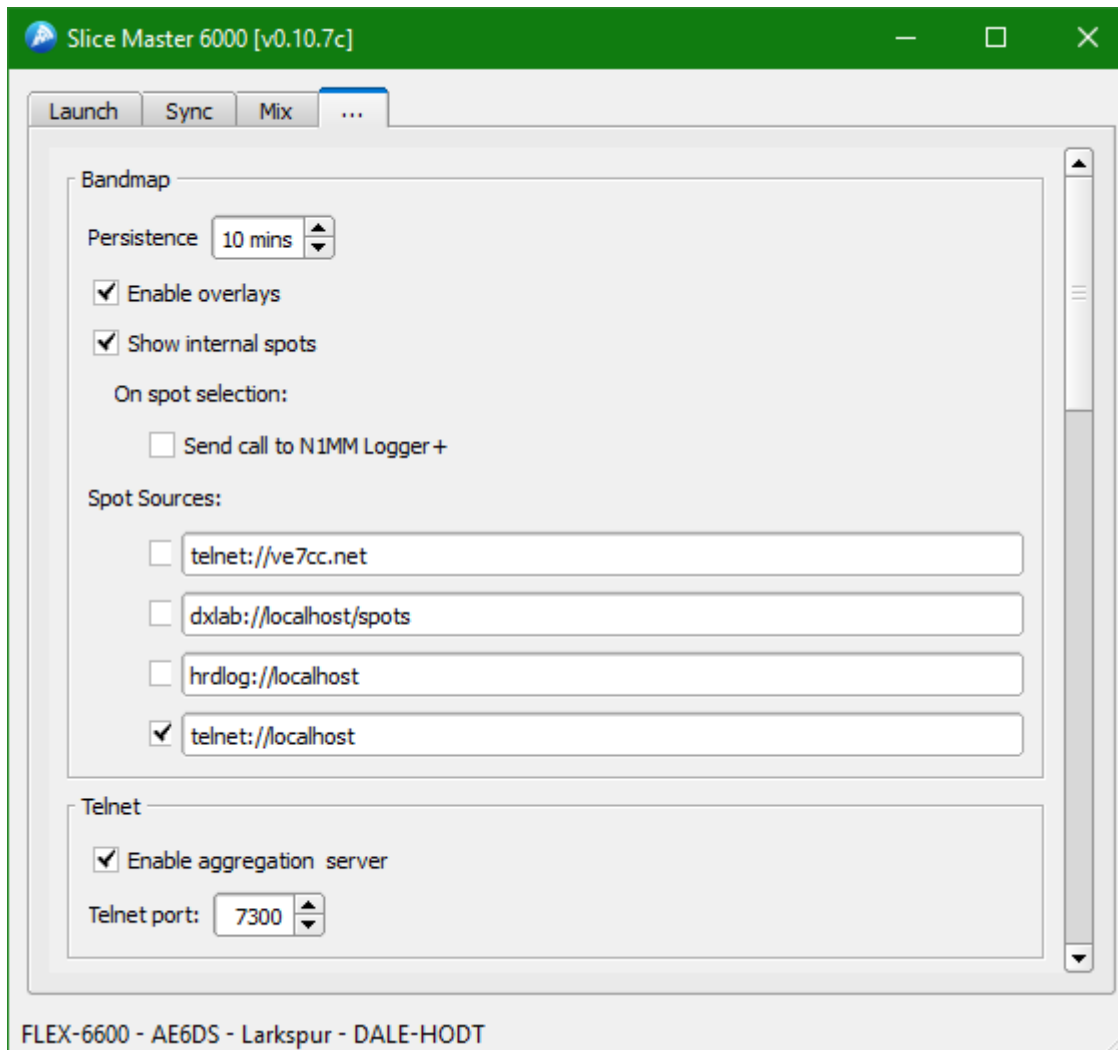 Slice Master 6000 [v0.10.7c]
Launch Sync Mix ...
Bandmap
Persistence 10 mins
Enable overlays
Show internal spots
On spot selection:
Send call to N1MM Logger+
Spot Sources:
telnet://ve7cc.net
dxlab://localhost/spots
hrdlog://localhost
telnet://localhost
Telnet
Enable aggregation server
Telnet port: 7300
FLEX-6600 - AE6DS - Larkspur - DALE-HODT